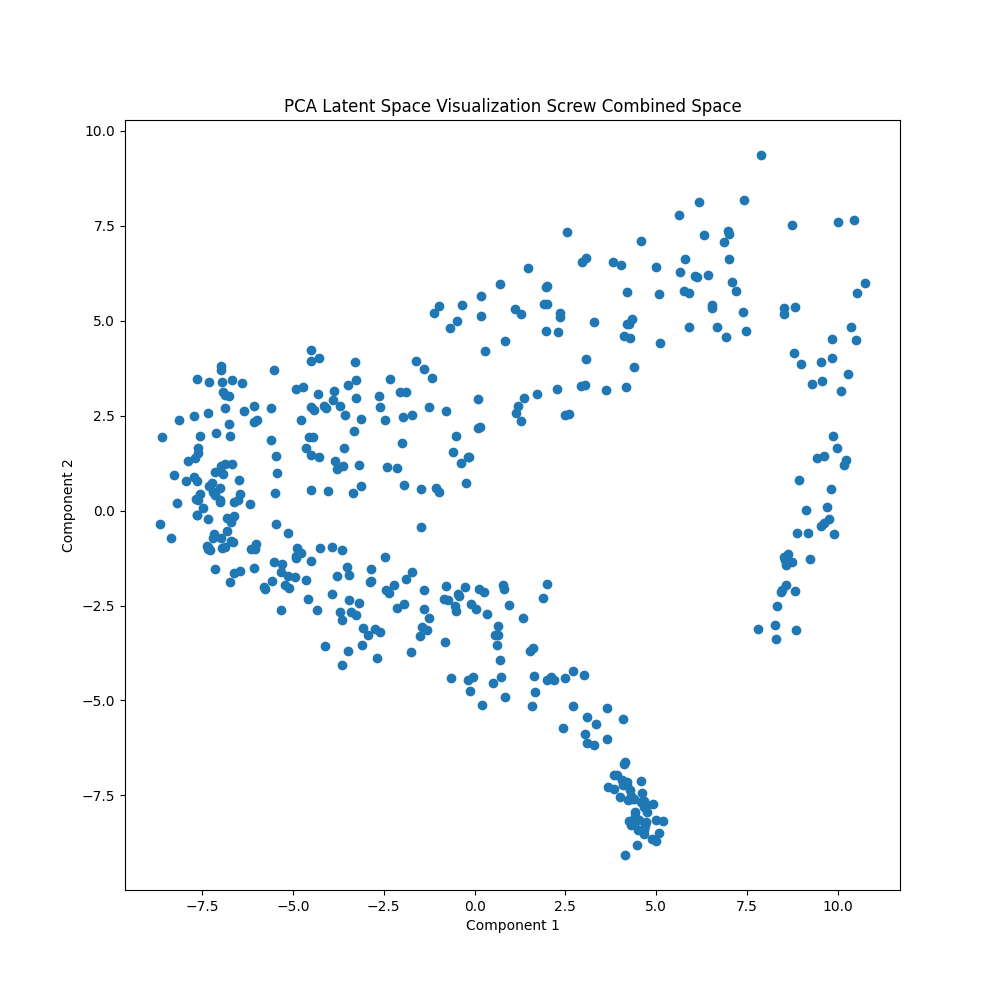 PCA Latent Space Visualization Screw Combined Space
10.0
7.5
5.0
2.5
0.0
−2.5
−5.0
−7.5
Component 2
−7.5 −5.0 −2.5 0.0 2.5 5.0 7.5 10.0
Component 1